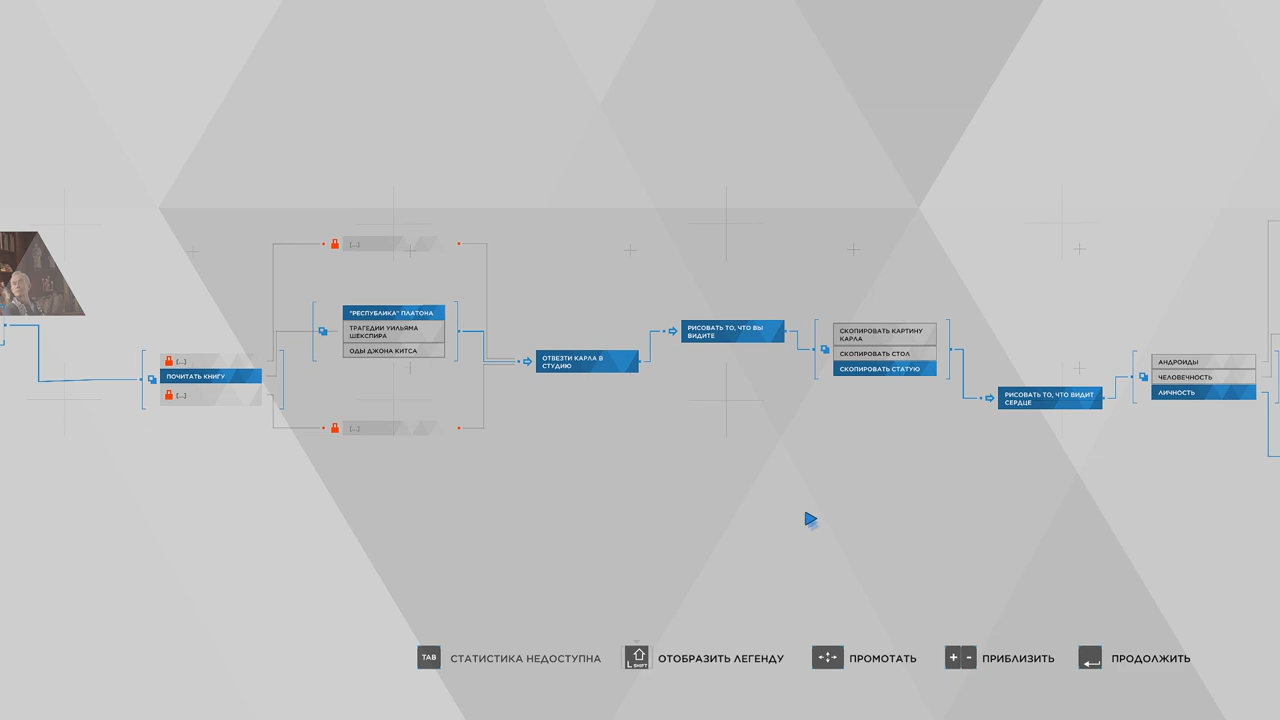 [...]
ПОЧИТАТЬ КНИГУ
[...]
[...]
"РЕСПУБЛИКА" ПЛАТОНА
ТРАГЕДИИ УИЛЬЯМА
ШЕКСПИРА
ОДЫ ДЖОНА КИТСА
[...]
ОТВЕЗТИ КАРЛА В
СТУДИЮ
РИСОВАТЬ ТО, ЧТО ВЫ
ВИДИТЕ
СКОПИРОВАТЬ КАРТИНУ
КАРЛА
СКОПИРОВАТЬ СТОЛ
СКОПИРОВАТЬ СТАТУЮ
РИСОВАТЬ ТО, ЧТО ВИДИТ
СЕРДЦЕ
АНДРОИДЫ
ЧЕЛОВЕЧНОСТЬ
ЛИЧНОСТЬ
TAB СТАТИСТИКА НЕДОСТУПНА
L SHIFT ОТОБРАЗИТЬ ЛЕГЕНДУ
ПРОМОТАТЬ
+ - ПРИБЛИЗИТЬ
ПРОДОЛЖИТЬ